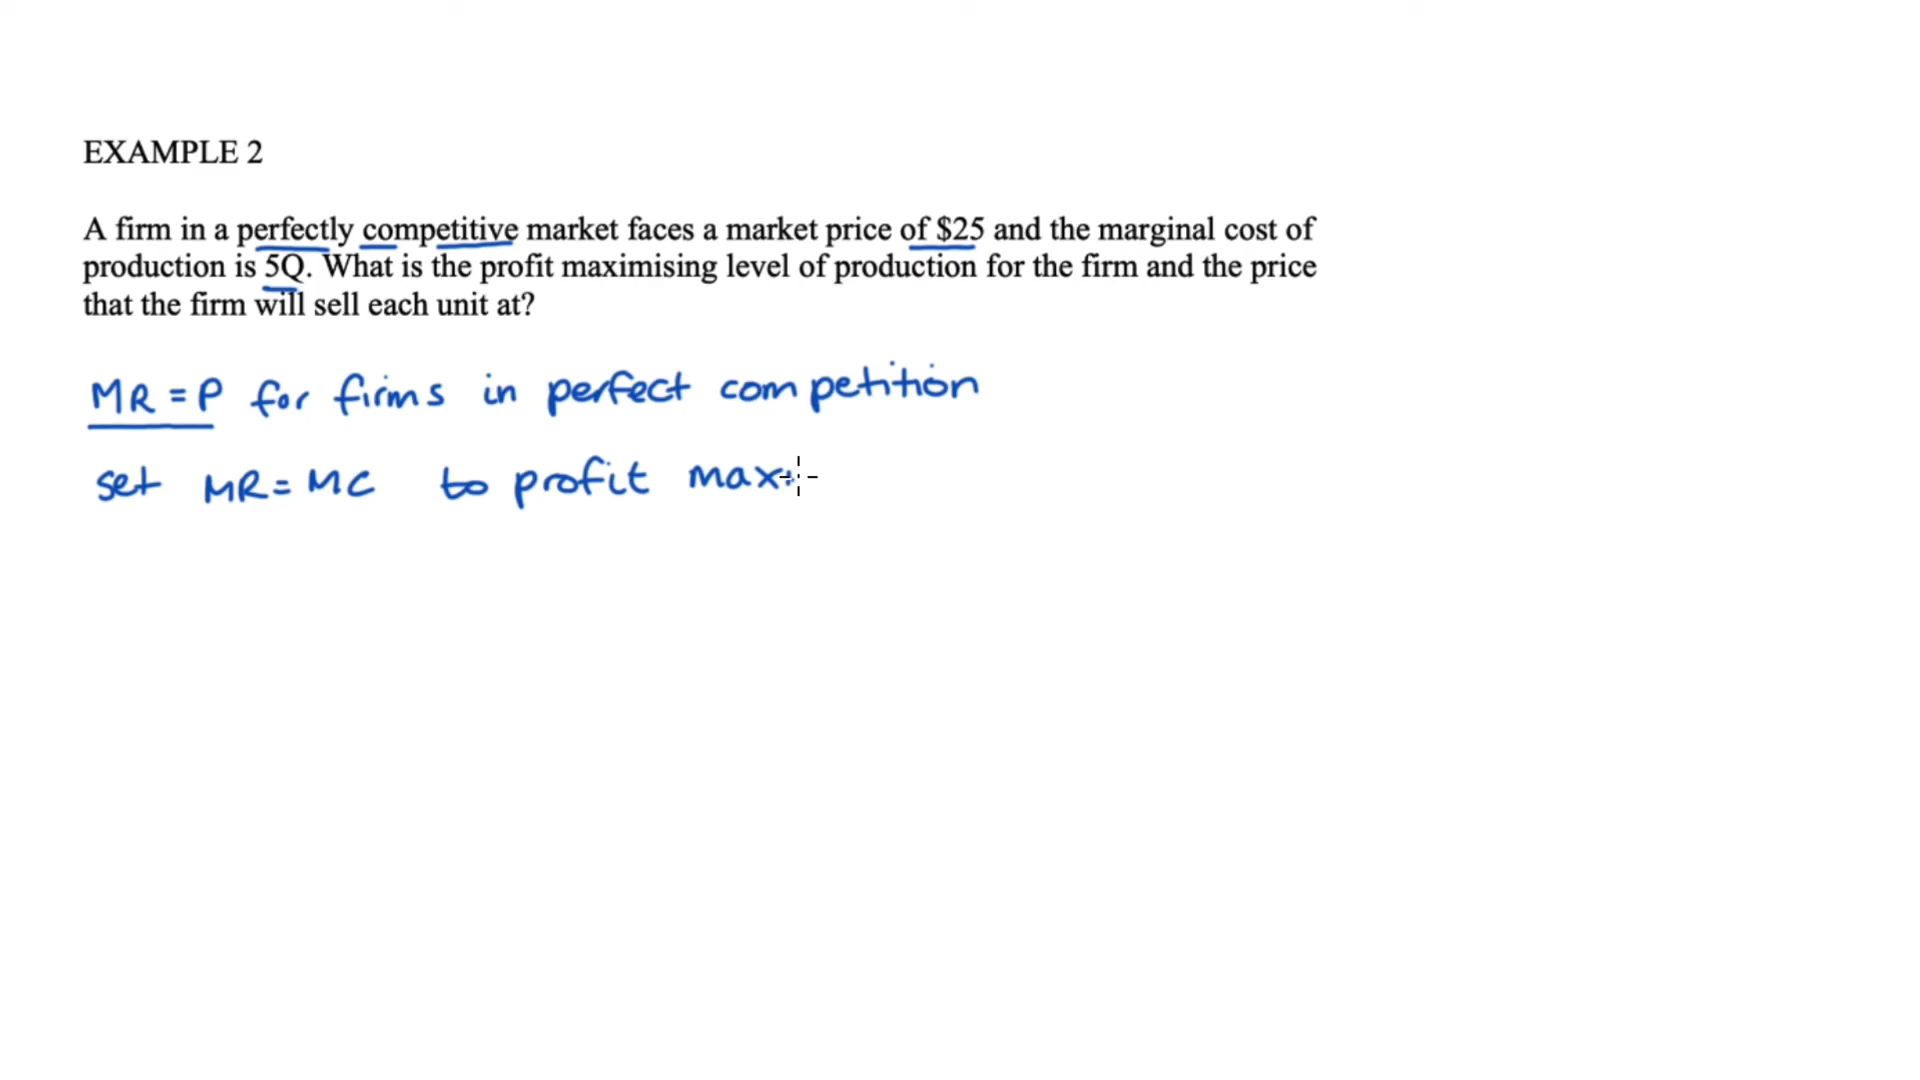 EXAMPLE 2
A firm in a perfectly competitive market faces a market price of $25 and the marginal cost of
production is 5Q. What is the profit maximising level of production for the firm and the price
that the firm will sell each unit at?
MR = P for firms in perfect competition
set MR = MC to profit maxi